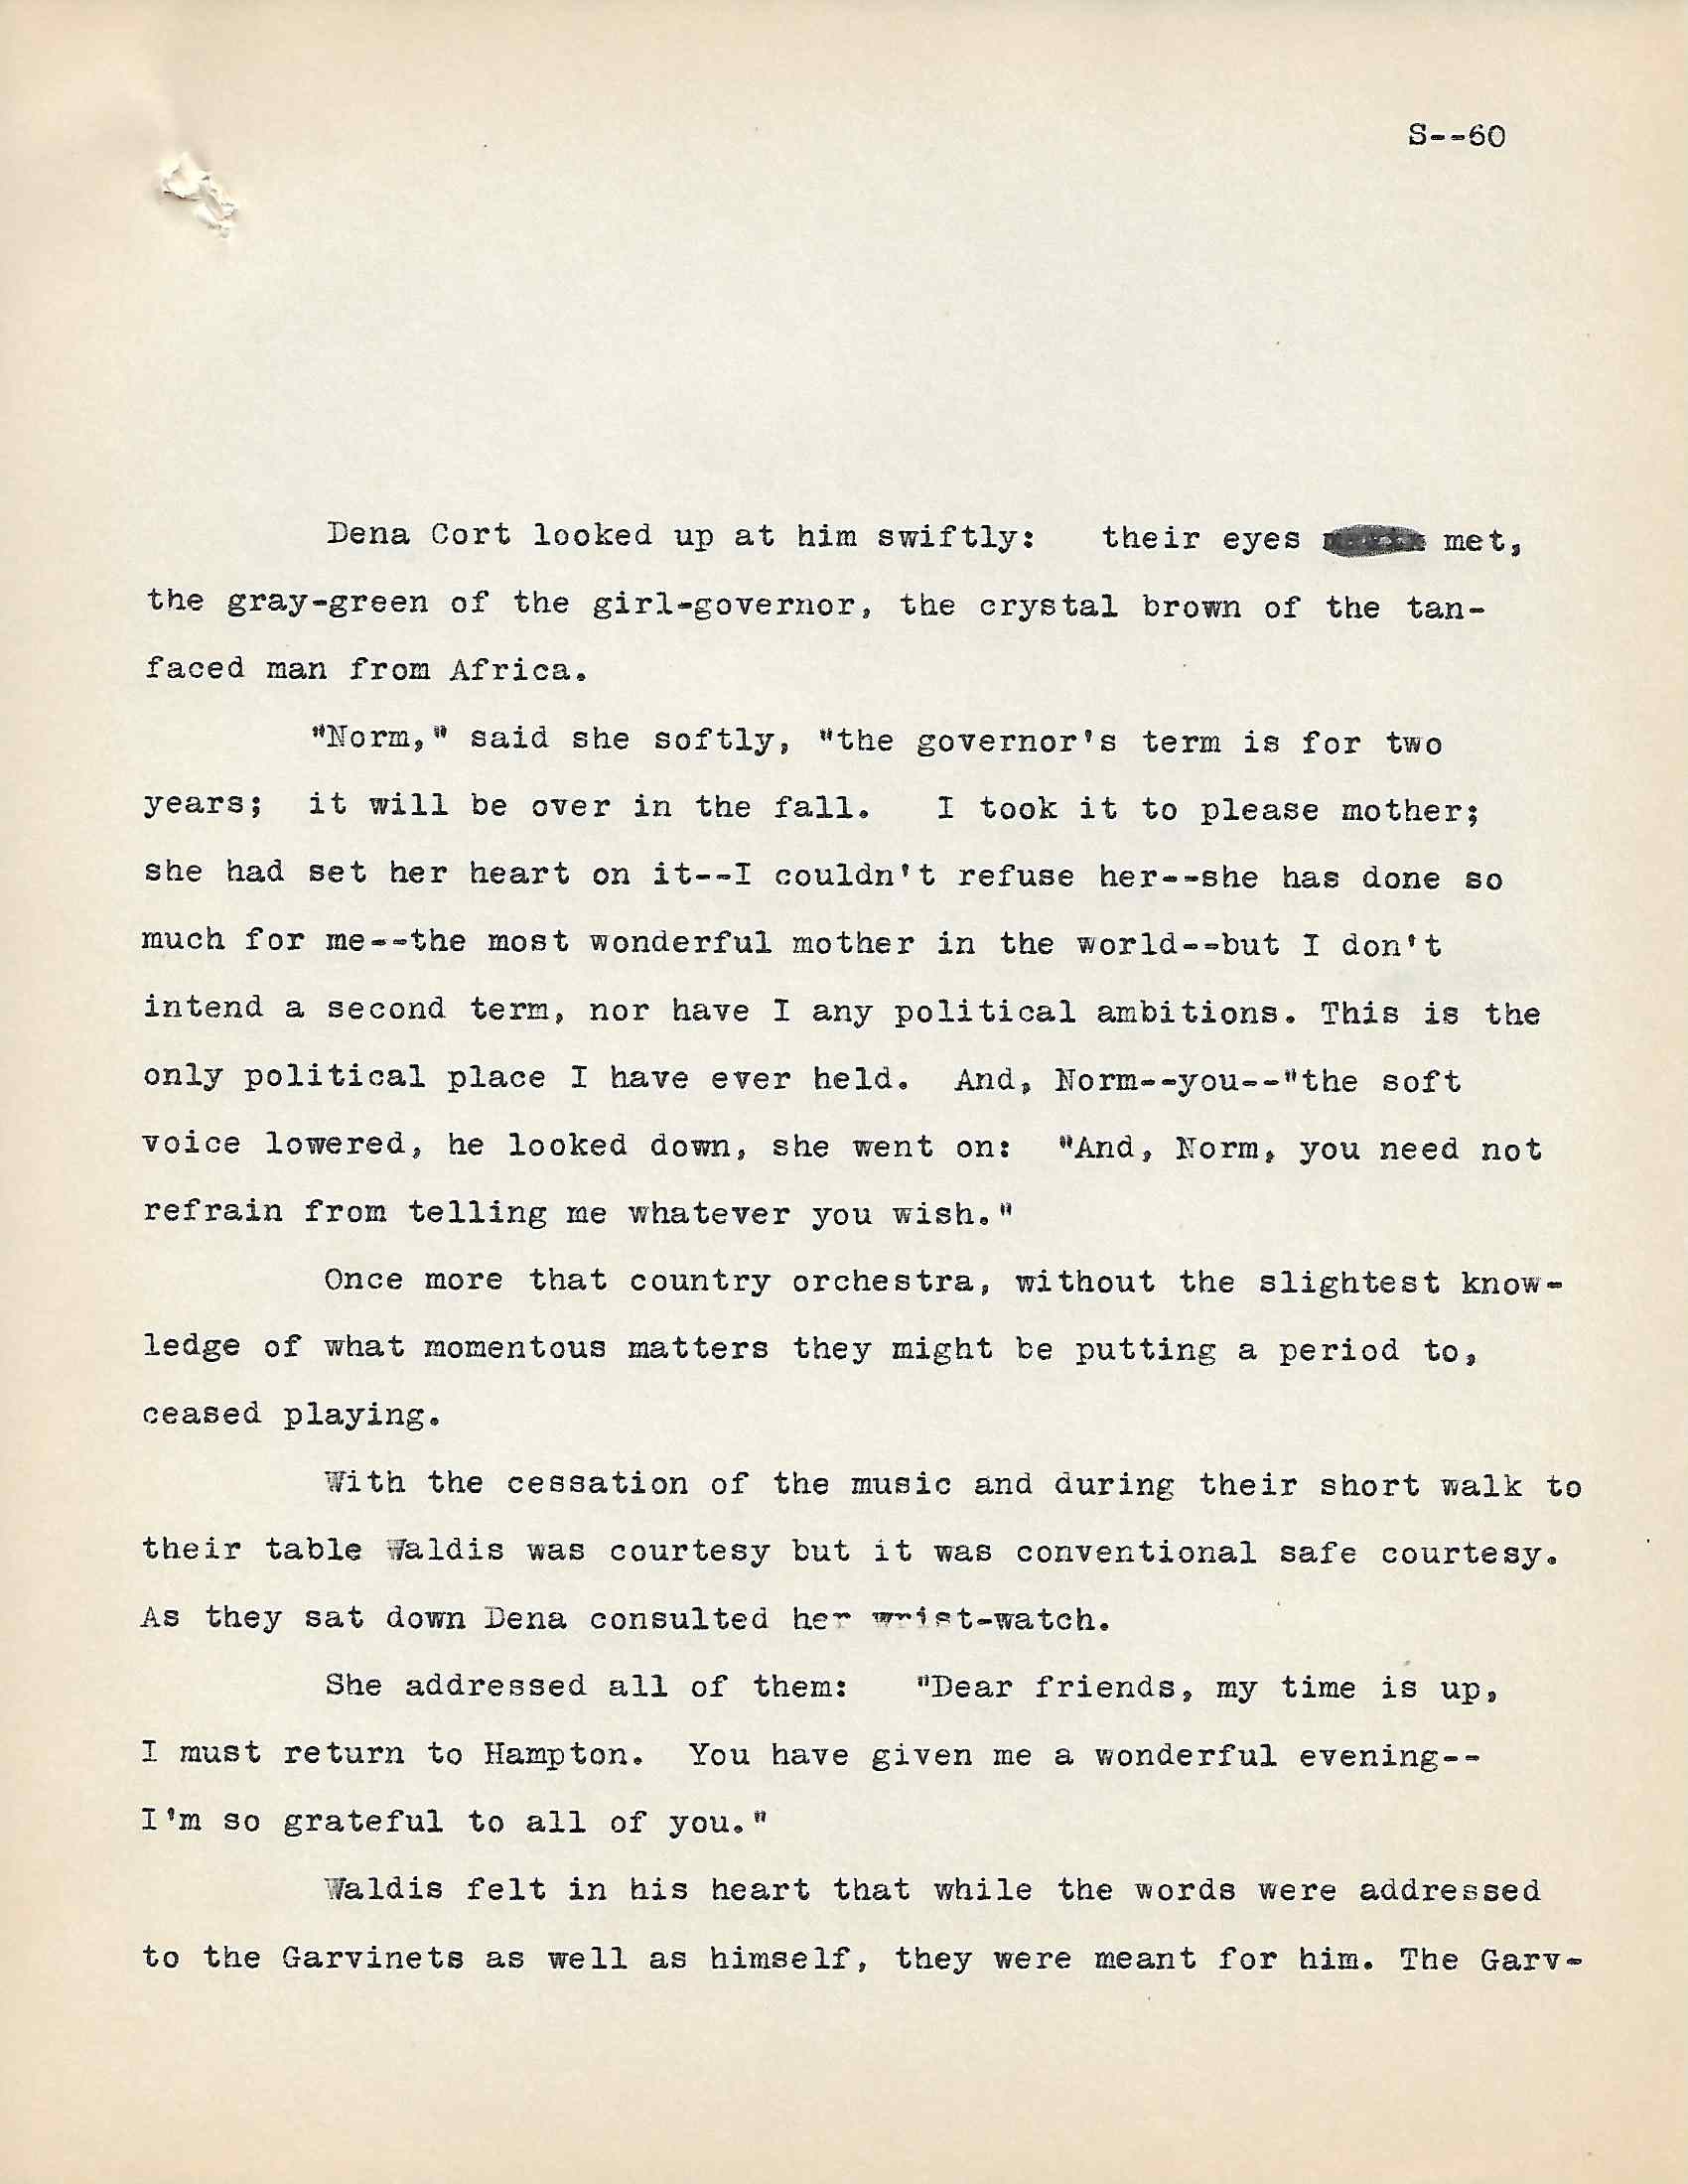 S--60
Dena Cort looked up at him swiftly: their eyes met,
the gray-green of the girl-governor, the crystal brown of the tan-
faced man from Africa.
"Norm," said she softly, "the governor's term is for two
years; it will be over in the fall. I took it to please mother;
she had set her heart on it--I couldn't refuse her--she has done so
much for me--the most wonderful mother in the world--but I don't
intend a second term, nor have I any political ambitions. This is the
only political place I have ever held. And, Norm--you--"the soft
voice lowered, he looked down, she went on: "And, Norm, you need not
refrain from telling me whatever you wish."
Once more that country orchestra, without the slightest know-
ledge of what momentous matters they might be putting a period to,
ceased playing.
With the cessation of the music and during their short walk to
their table Waldis was courtesy but it was conventional safe courtesy.
As they sat down Dena consulted her wrist-watch.
She addressed all of them: "Dear friends, my time is up,
I must return to Hampton. You have given me a wonderful evening--
I'm so grateful to all of you."
Waldis felt in his heart that while the words were addressed
to the Garvinets as well as himself, they were meant for him. The Garv-